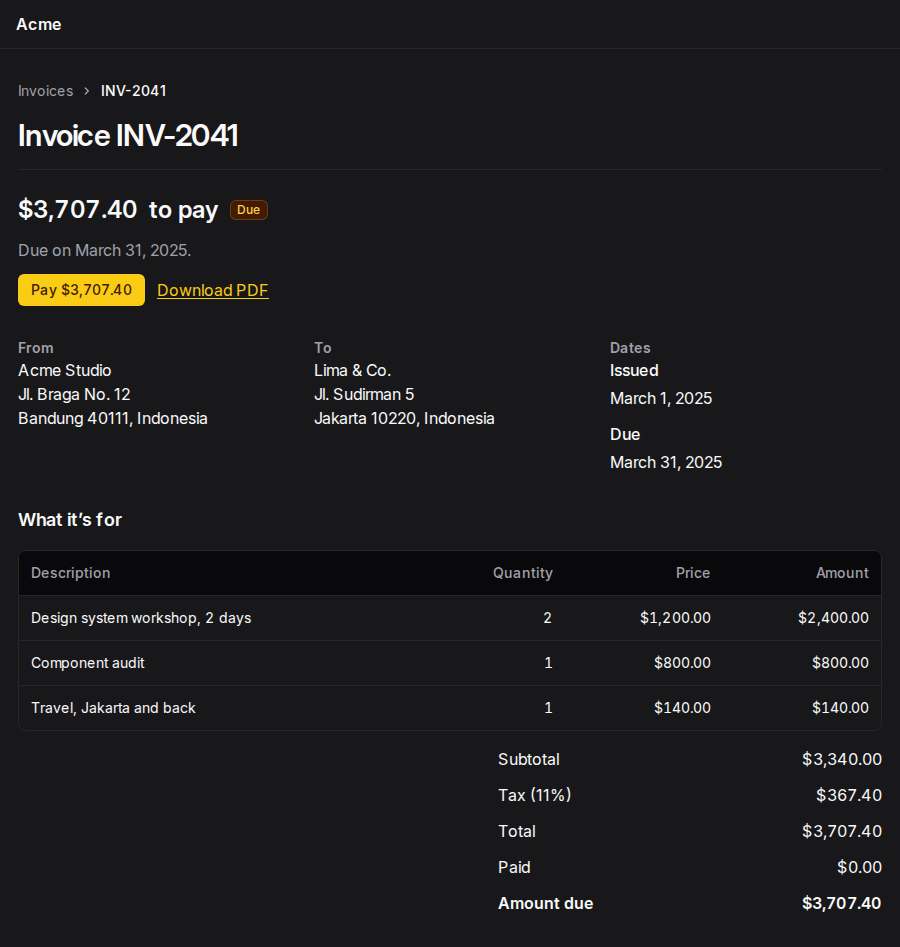 Acme
Invoices › INV-2041
Invoice INV-2041
$3,707.40 to pay Due
Due on March 31, 2025.
Pay $3,707.40 Download PDF
From
Acme Studio
Jl. Braga No. 12
Bandung 40111, Indonesia
To
Lima & Co.
Jl. Sudirman 5
Jakarta 10220, Indonesia
Dates
Issued
March 1, 2025
Due
March 31, 2025
What it’s for
Description Quantity Price Amount
Design system workshop, 2 days 2 $1,200.00 $2,400.00
Component audit 1 $800.00 $800.00
Travel, Jakarta and back 1 $140.00 $140.00
Subtotal $3,340.00
Tax (11%) $367.40
Total $3,707.40
Paid $0.00
Amount due $3,707.40